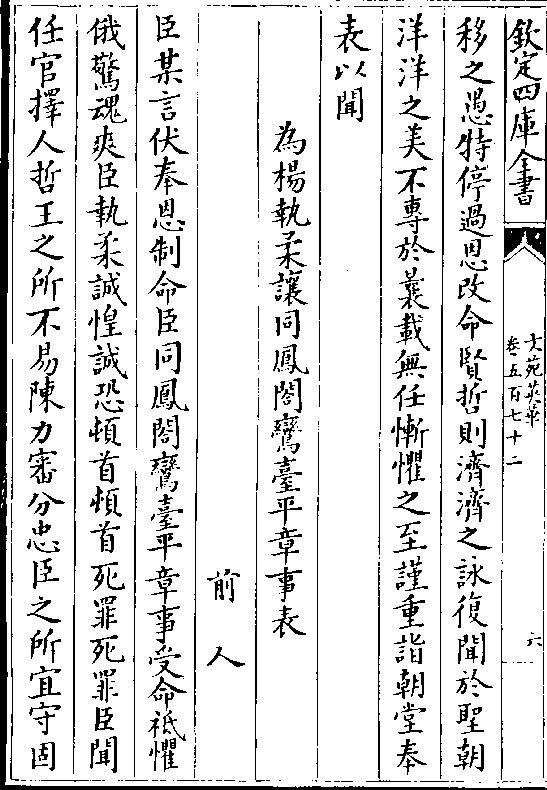 欽定四庫全書
文苑英華
卷五百七十二
六
移之愚特停過恩改命賢哲則濟濟之詠復聞於聖朝
洋洋之美不專於曩載無任慚懼之至謹重詣朝堂奉
表以聞
為楊執柔讓同鳳閣鸞臺平章事表
前人
臣某言伏奉恩制命臣同鳳閣鸞臺平章事受命祗懼
俄驚魂爽臣執柔誠惶誠恐頓首頓首死罪死罪臣聞
任官擇人哲王之所不易陳力審分忠臣之所宜守固